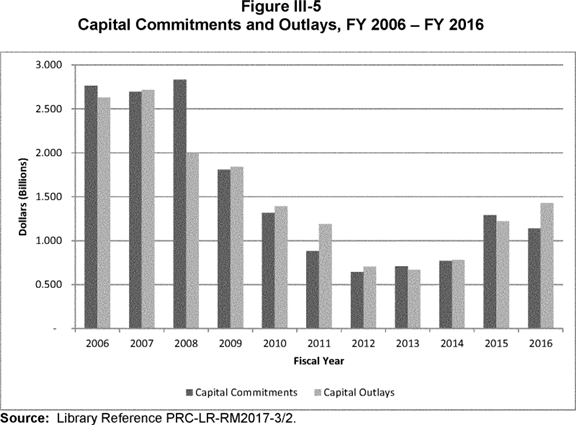 Figure III-5
Capital Commitments and Outlays, FY 2006 – FY 2016
3.000
2.500
2.000
1.500
1.000
0.500
-
Dollars (Billions)
2006 2007 2008 2009 2010 2011 2012 2013 2014 2015 2016
Fiscal Year
Capital Commitments Capital Outlays
Source: Library Reference PRC-LR-RM2017-3/2.